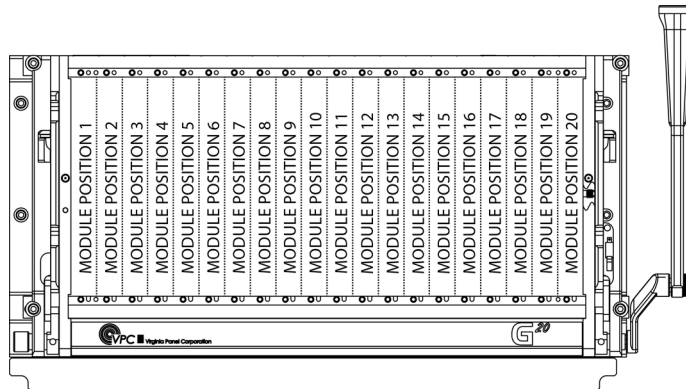 MODULE POSITION 1
MODULE POSITION 2
MODULE POSITION 3
MODULE POSITION 4
MODULE POSITION 5
MODULE POSITION 6
MODULE POSITION 7
MODULE POSITION 8
MODULE POSITION 9
MODULE POSITION 10
MODULE POSITION 11
MODULE POSITION 12
MODULE POSITION 13
MODULE POSITION 14
MODULE POSITION 15
MODULE POSITION 16
MODULE POSITION 17
MODULE POSITION 18
MODULE POSITION 19
MODULE POSITION 20
VPC Virginia Panel Corporation
G20